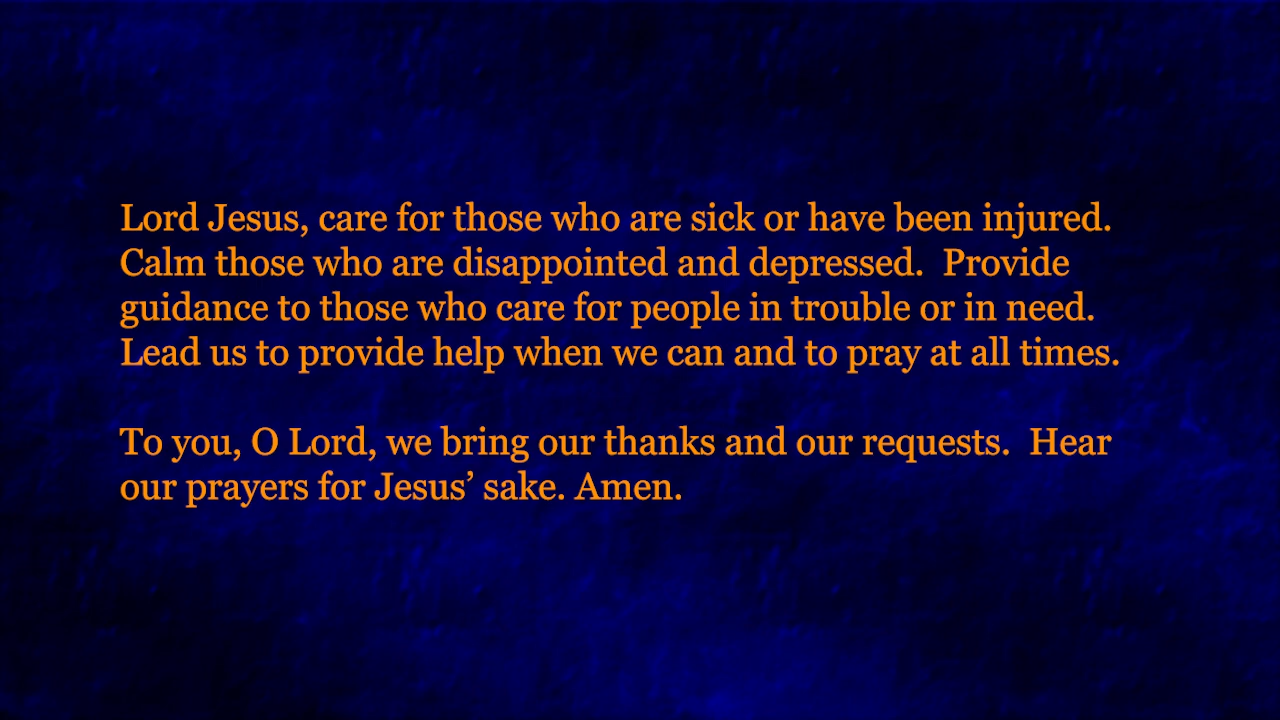 Lord Jesus, care for those who are sick or have been injured.
Calm those who are disappointed and depressed.  Provide
guidance to those who care for people in trouble or in need.
Lead us to provide help when we can and to pray at all times.
To you, O Lord, we bring our thanks and our requests.  Hear
our prayers for Jesus’ sake. Amen.